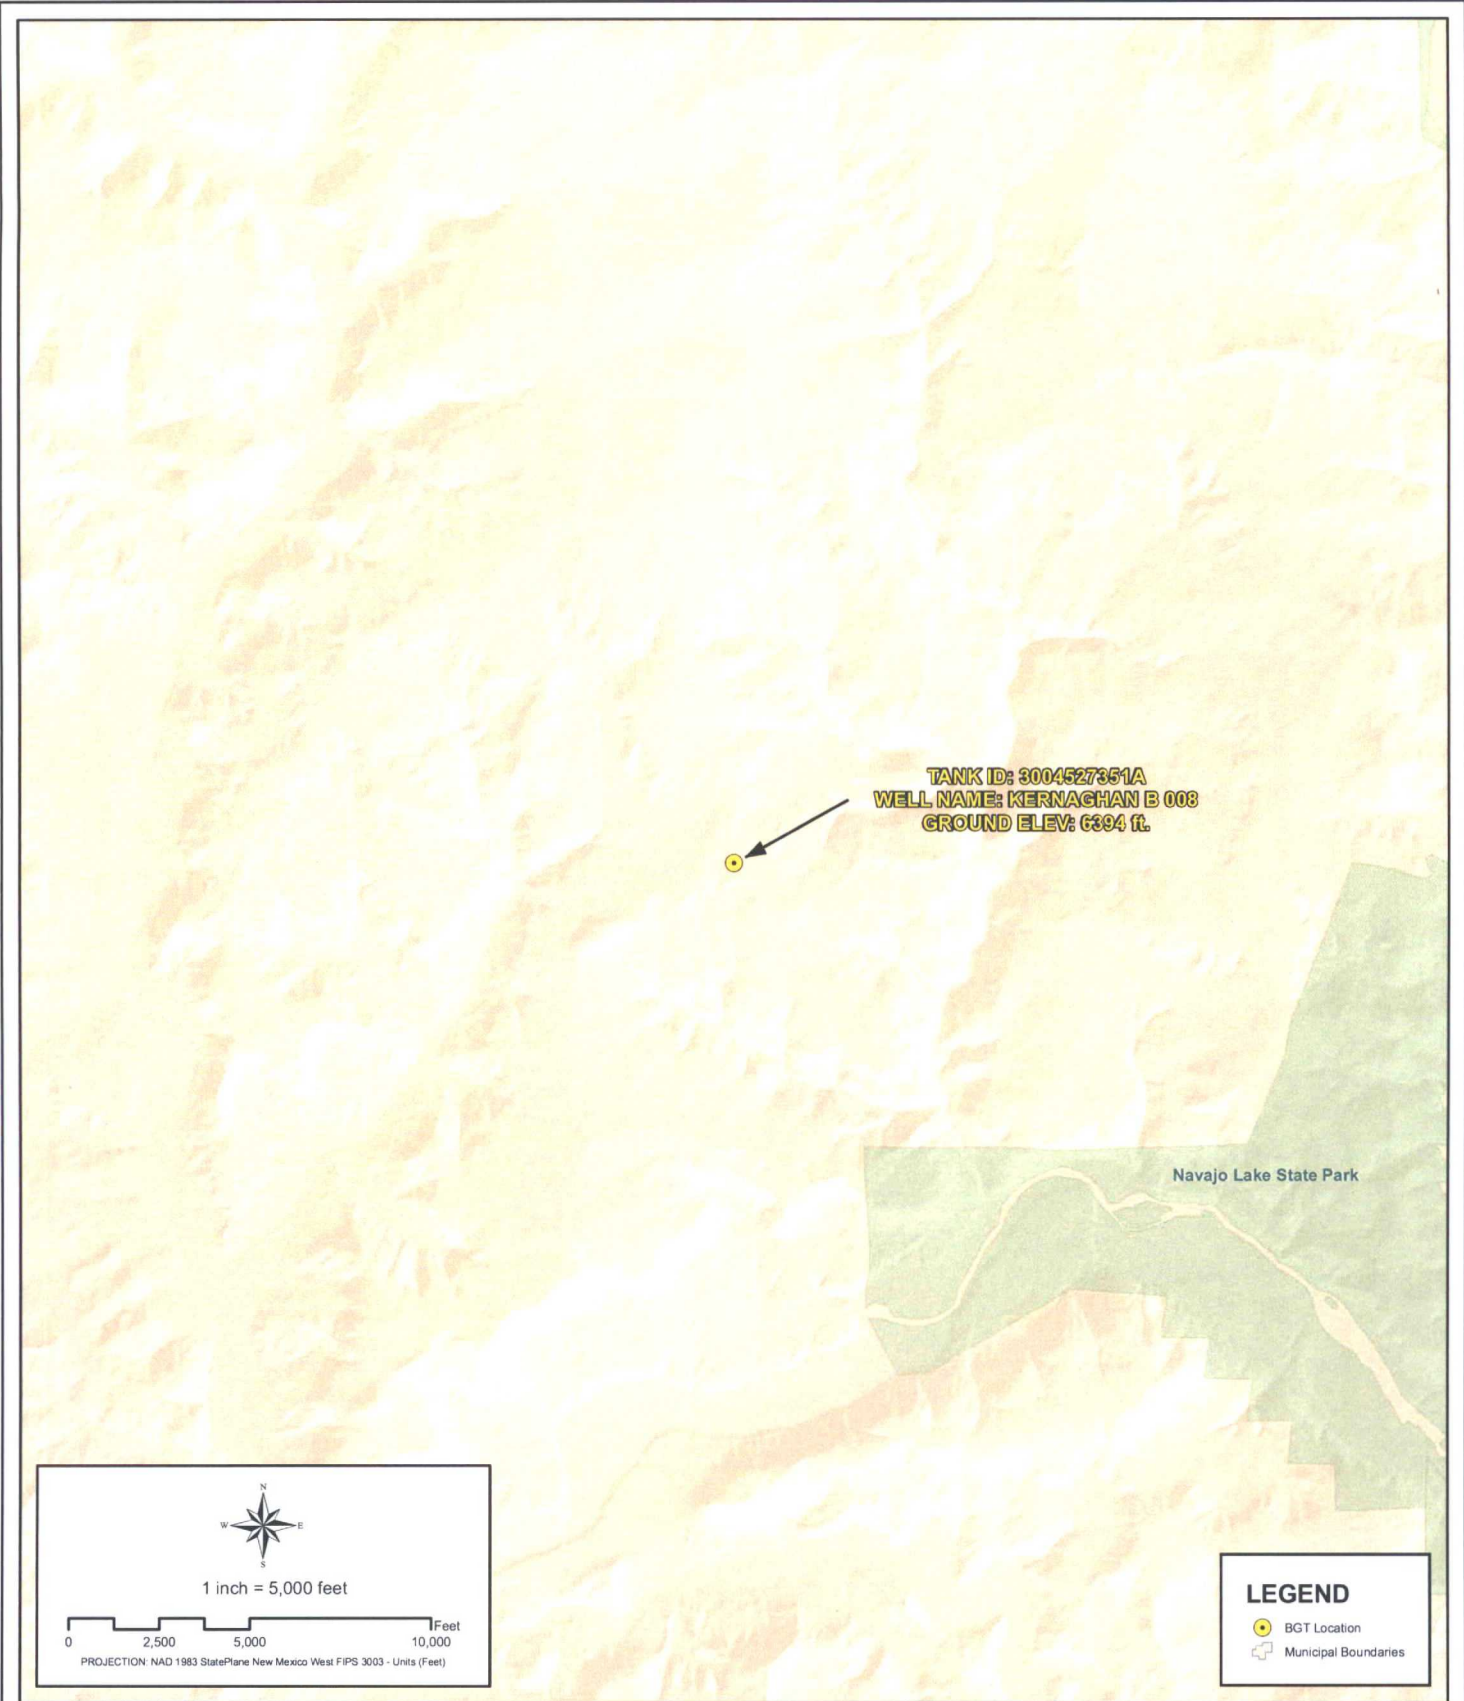 TANK ID: 3004527351A
WELL NAME: KERNAGHAN B 008
GROUND ELEV: 6394 ft.
Navajo Lake State Park
N
W E
S
1 inch = 5,000 feet
Feet
0 2,500 5,000 10,000
PROJECTION: NAD 1983 StatePlane New Mexico West FIPS 3003 - Units (Feet)
LEGEND
BGT Location
Municipal Boundaries